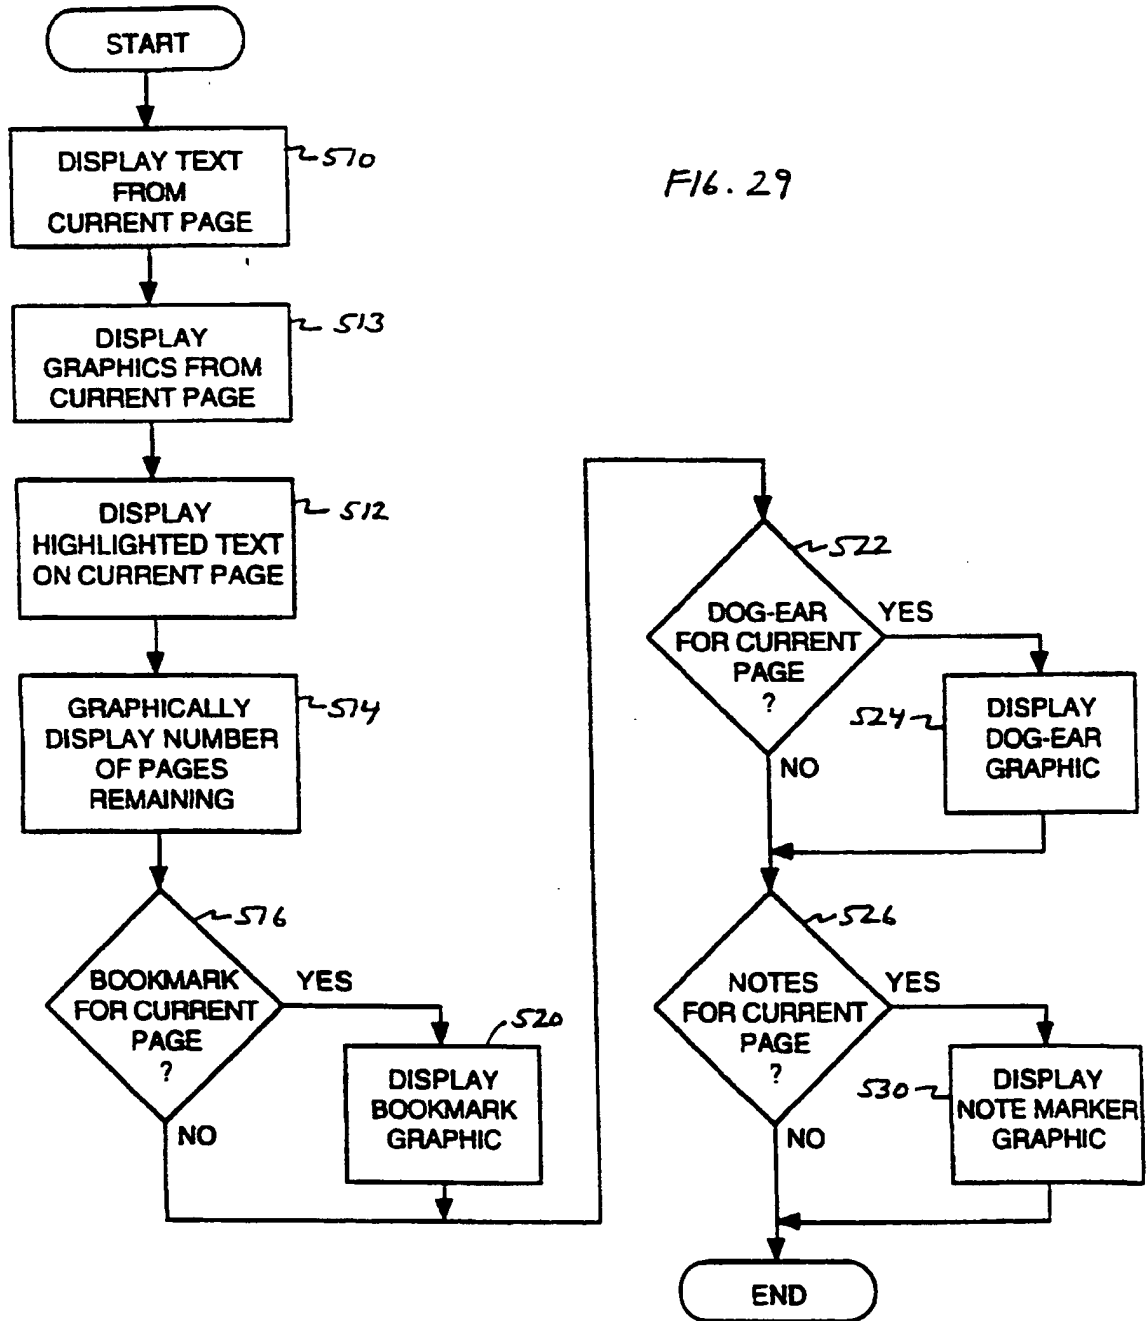 START
DISPLAY TEXT
FROM
CURRENT PAGE
510
FIG. 29
DISPLAY
GRAPHICS FROM
CURRENT PAGE
513
DISPLAY
HIGHLIGHTED TEXT
ON CURRENT PAGE
512
GRAPHICALLY
DISPLAY NUMBER
OF PAGES
REMAINING
514
BOOKMARK
FOR CURRENT
PAGE
?
516
YES
NO
DISPLAY
BOOKMARK
GRAPHIC
520
DOG-EAR
FOR CURRENT
PAGE
?
522
YES
NO
DISPLAY
DOG-EAR
GRAPHIC
524
NOTES
FOR CURRENT
PAGE
?
526
YES
NO
DISPLAY
NOTE MARKER
GRAPHIC
530
END